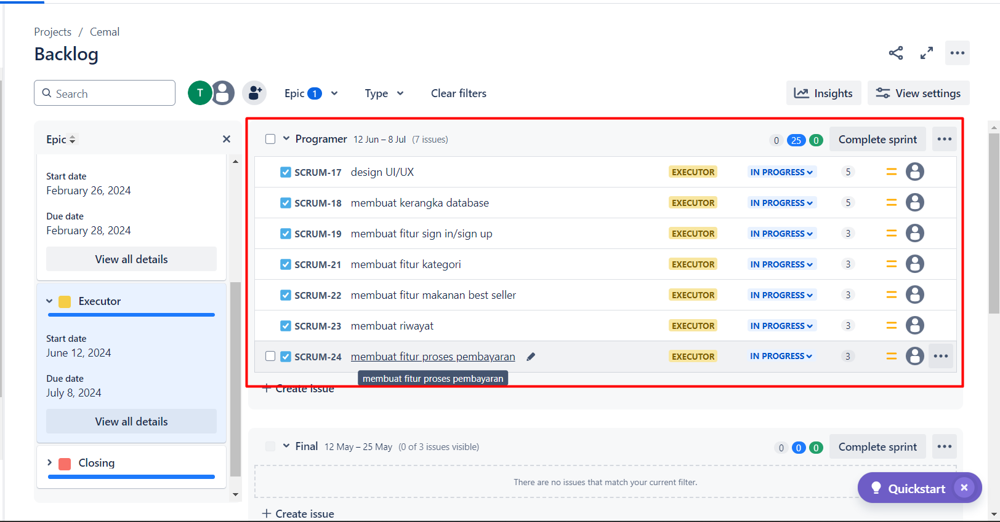 Projects / Cemal
Backlog
Search
T
Epic 1
Type
Clear filters
Insights
View settings
Epic
Start date
February 26, 2024
Due date
February 28, 2024
View all details
Executor
Start date
June 12, 2024
Due date
July 8, 2024
View all details
Closing
Programer 12 Jun – 8 Jul (7 issues) 0 25 0 Complete sprint
SCRUM-17 design UI/UX EXECUTOR IN PROGRESS 5
SCRUM-18 membuat kerangka database EXECUTOR IN PROGRESS 5
SCRUM-19 membuat fitur sign in/sign up EXECUTOR IN PROGRESS 3
SCRUM-21 membuat fitur kategori EXECUTOR IN PROGRESS 3
SCRUM-22 membuat fitur makanan best seller EXECUTOR IN PROGRESS 3
SCRUM-23 membuat riwayat EXECUTOR IN PROGRESS 3
SCRUM-24 membuat fitur proses pembayaran EXECUTOR IN PROGRESS 3
membuat fitur proses pembayaran
+ Create issue
Final 12 May – 25 May (0 of 3 issues visible) 0 0 0 Complete sprint
There are no issues that match your current filter.
Quickstart
+ Create issue